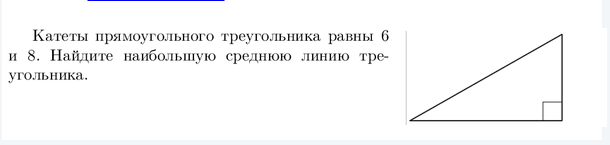 Катеты прямоугольного треугольника равны 6
и 8. Найдите наибольшую среднюю линию тре-
угольника.